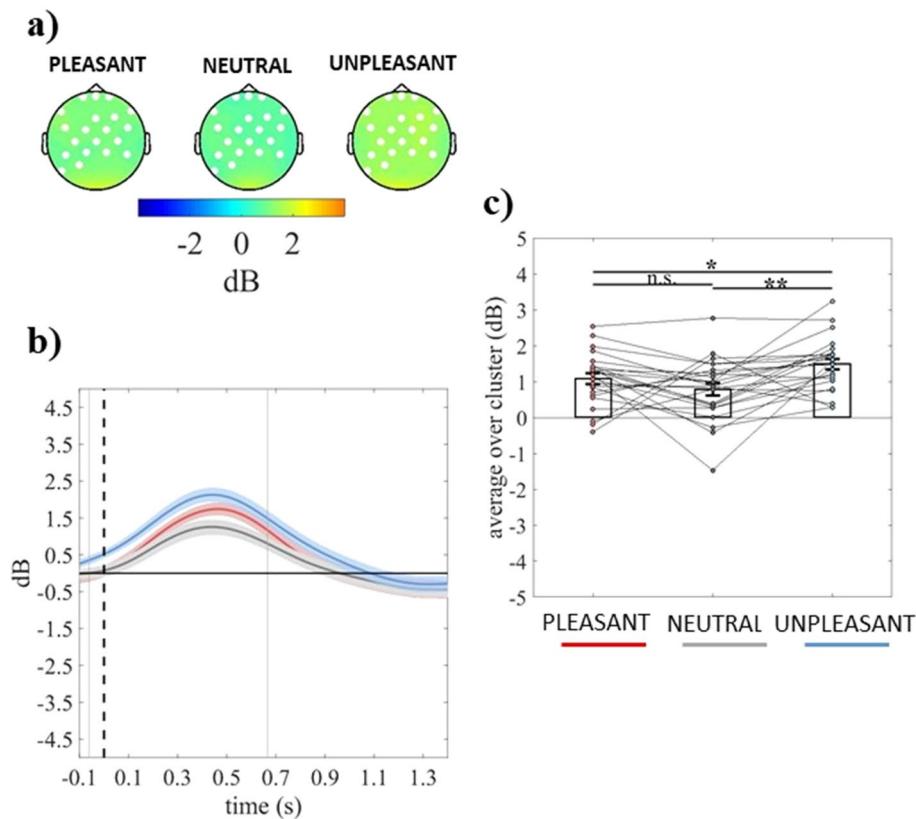 a)
PLEASANT NEUTRAL UNPLEASANT
-2 0 2
dB
b)
4.5
3.5
2.5
1.5
0.5
-0.5
-1.5
-2.5
-3.5
-4.5
dB
-0.1 0.1 0.3 0.5 0.7 0.9 1.1 1.3
time (s)
c)
5
4
3
2
1
0
-1
-2
-3
-4
-5
average over cluster (dB)
*
n.s. **
PLEASANT NEUTRAL UNPLEASANT